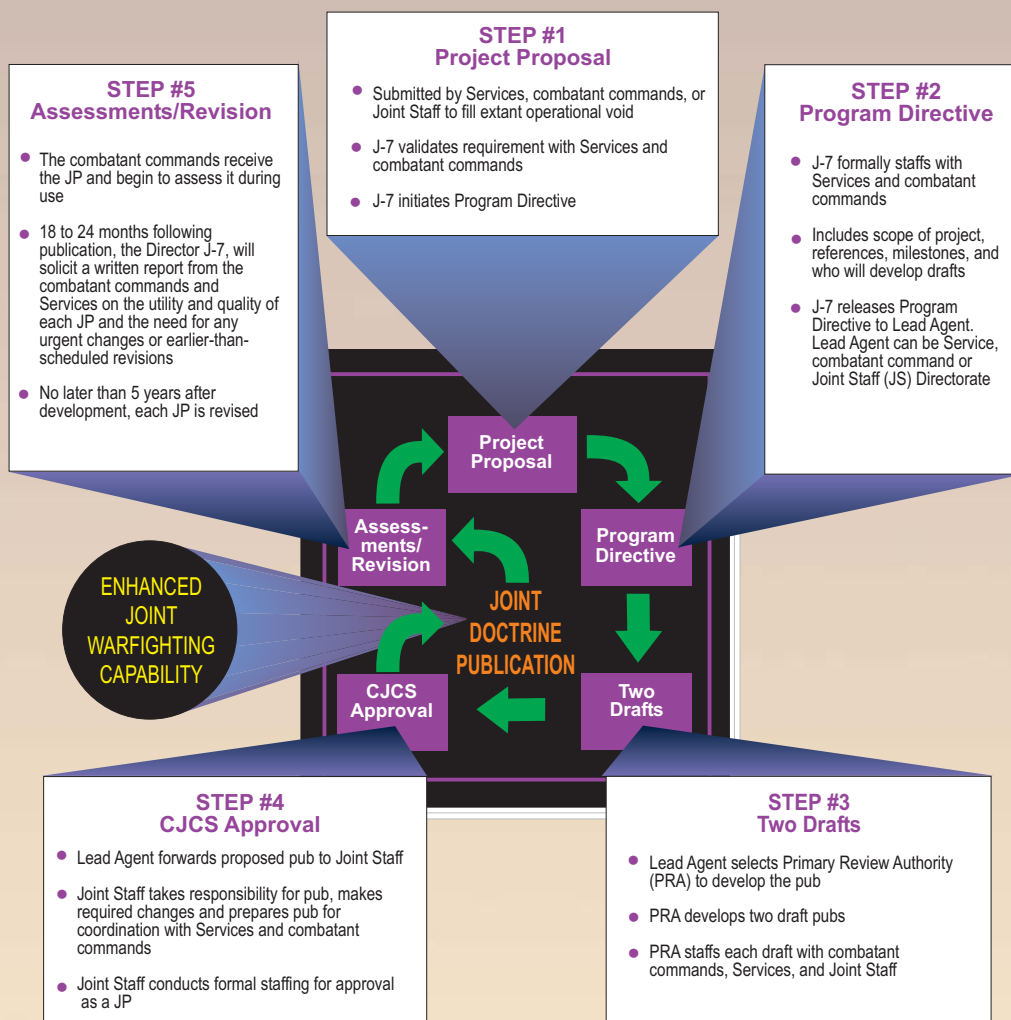 STEP #1
Project Proposal
• Submitted by Services, combatant commands, or
Joint Staff to fill extant operational void
• J-7 validates requirement with Services and
combatant commands
• J-7 initiates Program Directive
STEP #5
Assessments/Revision
• The combatant commands receive
the JP and begin to assess it during
use
• 18 to 24 months following
publication, the Director J-7, will
solicit a written report from the
combatant commands and
Services on the utility and quality of
each JP and the need for any
urgent changes or earlier-than-
scheduled revisions
• No later than 5 years after
development, each JP is revised
STEP #2
Program Directive
• J-7 formally staffs with
Services and combatant
commands
• Includes scope of project,
references, milestones, and
who will develop drafts
• J-7 releases Program
Directive to Lead Agent.
Lead Agent can be Service,
combatant command or
Joint Staff (JS) Directorate
Project
Proposal
Assess-
ments/
Revision
Program
Directive
ENHANCED
JOINT
WARFIGHTING
CAPABILITY
JOINT
DOCTRINE
PUBLICATION
CJCS
Approval
Two
Drafts
STEP #4
CJCS Approval
• Lead Agent forwards proposed pub to Joint Staff
• Joint Staff takes responsibility for pub, makes
required changes and prepares pub for
coordination with Services and combatant
commands
• Joint Staff conducts formal staffing for approval
as a JP
STEP #3
Two Drafts
• Lead Agent selects Primary Review Authority
(PRA) to develop the pub
• PRA develops two draft pubs
• PRA staffs each draft with combatant
commands, Services, and Joint Staff